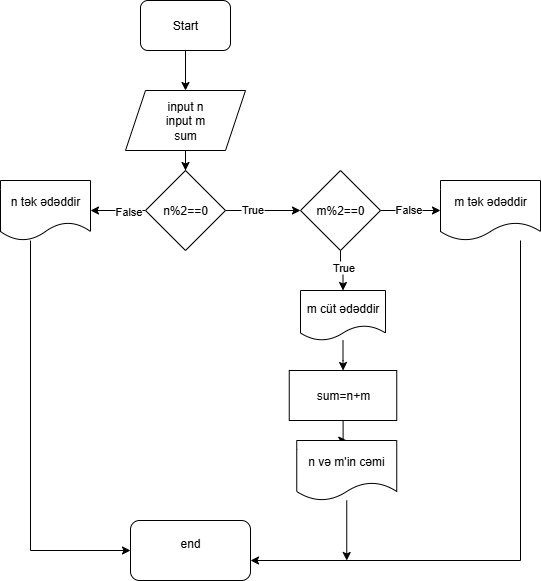 Start
input n
input m
sum
n tək ədəddir
False
n%2==0
True
m%2==0
False
m tək ədəddir
True
m cüt ədəddir
sum=n+m
n və m'in cəmi
end